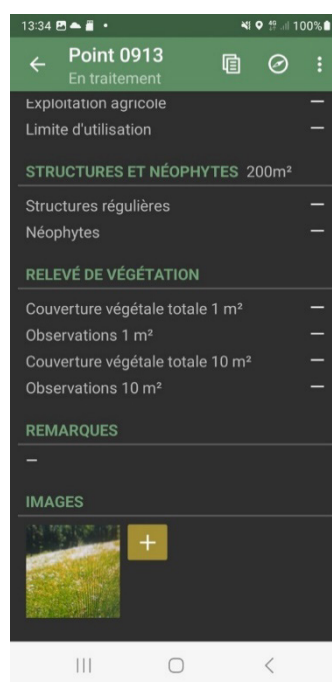 13:34 100%
Point 0913
En traitement
Exploitation agricole –
Limite d'utilisation –
STRUCTURES ET NÉOPHYTES 200m²
Structures régulières –
Néophytes –
RELEVÉ DE VÉGÉTATION
Couverture végétale totale 1 m² –
Observations 1 m² –
Couverture végétale totale 10 m² –
Observations 10 m² –
REMARQUES
–
IMAGES
+